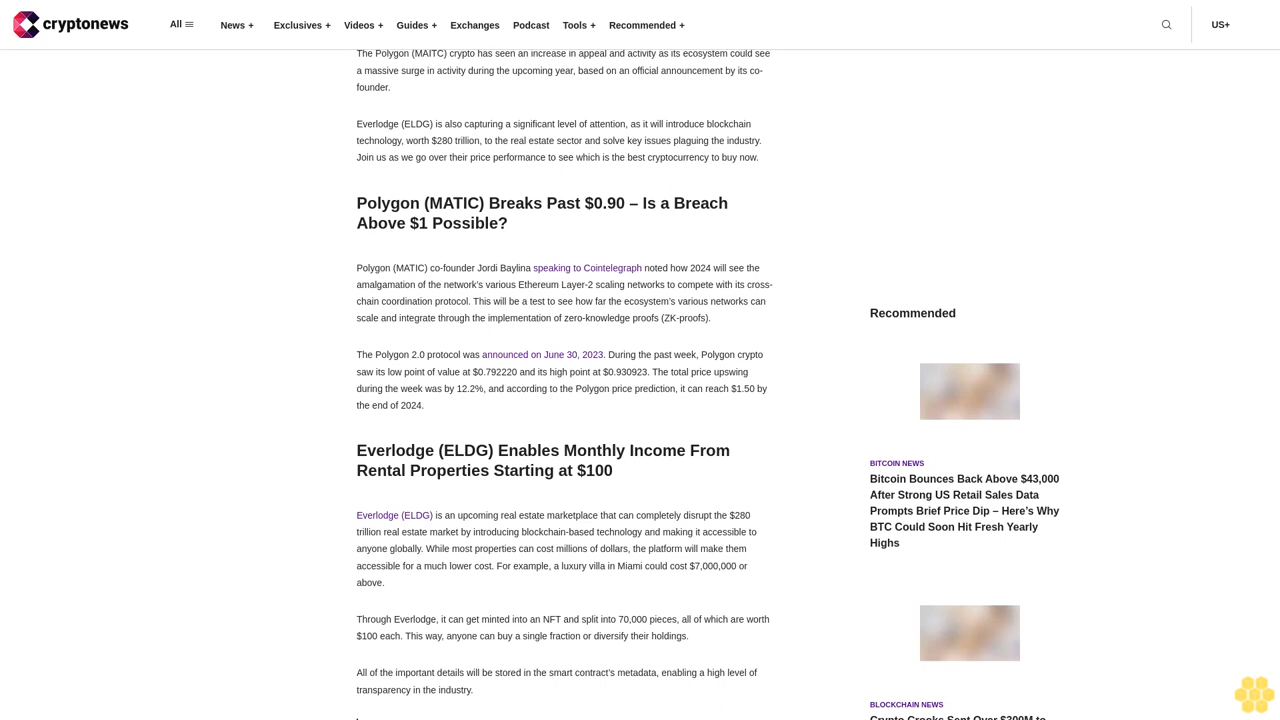 cryptonews
All
News +
Exclusives +
Videos +
Guides +
Exchanges
Podcast
Tools +
Recommended +
US+
The Polygon (MAITC) crypto has seen an increase in appeal and activity as its ecosystem could see
a massive surge in activity during the upcoming year, based on an official announcement by its co-
founder.
Everlodge (ELDG) is also capturing a significant level of attention, as it will introduce blockchain
technology, worth $280 trillion, to the real estate sector and solve key issues plaguing the industry.
Join us as we go over their price performance to see which is the best cryptocurrency to buy now.
Polygon (MATIC) Breaks Past $0.90 – Is a Breach
Above $1 Possible?
Polygon (MATIC) co-founder Jordi Baylina speaking to Cointelegraph noted how 2024 will see the
amalgamation of the network’s various Ethereum Layer-2 scaling networks to compete with its cross-
chain coordination protocol. This will be a test to see how far the ecosystem’s various networks can
scale and integrate through the implementation of zero-knowledge proofs (ZK-proofs).
The Polygon 2.0 protocol was announced on June 30, 2023. During the past week, Polygon crypto
saw its low point of value at $0.792220 and its high point at $0.930923. The total price upswing
during the week was by 12.2%, and according to the Polygon price prediction, it can reach $1.50 by
the end of 2024.
Everlodge (ELDG) Enables Monthly Income From
Rental Properties Starting at $100
Everlodge (ELDG) is an upcoming real estate marketplace that can completely disrupt the $280
trillion real estate market by introducing blockchain-based technology and making it accessible to
anyone globally. While most properties can cost millions of dollars, the platform will make them
accessible for a much lower cost. For example, a luxury villa in Miami could cost $7,000,000 or
above.
Through Everlodge, it can get minted into an NFT and split into 70,000 pieces, all of which are worth
$100 each. This way, anyone can buy a single fraction or diversify their holdings.
All of the important details will be stored in the smart contract’s metadata, enabling a high level of
transparency in the industry.
Recommended
BITCOIN NEWS
Bitcoin Bounces Back Above $43,000
After Strong US Retail Sales Data
Prompts Brief Price Dip – Here’s Why
BTC Could Soon Hit Fresh Yearly
Highs
BLOCKCHAIN NEWS
Crypto Crooks Sent Over $300M to